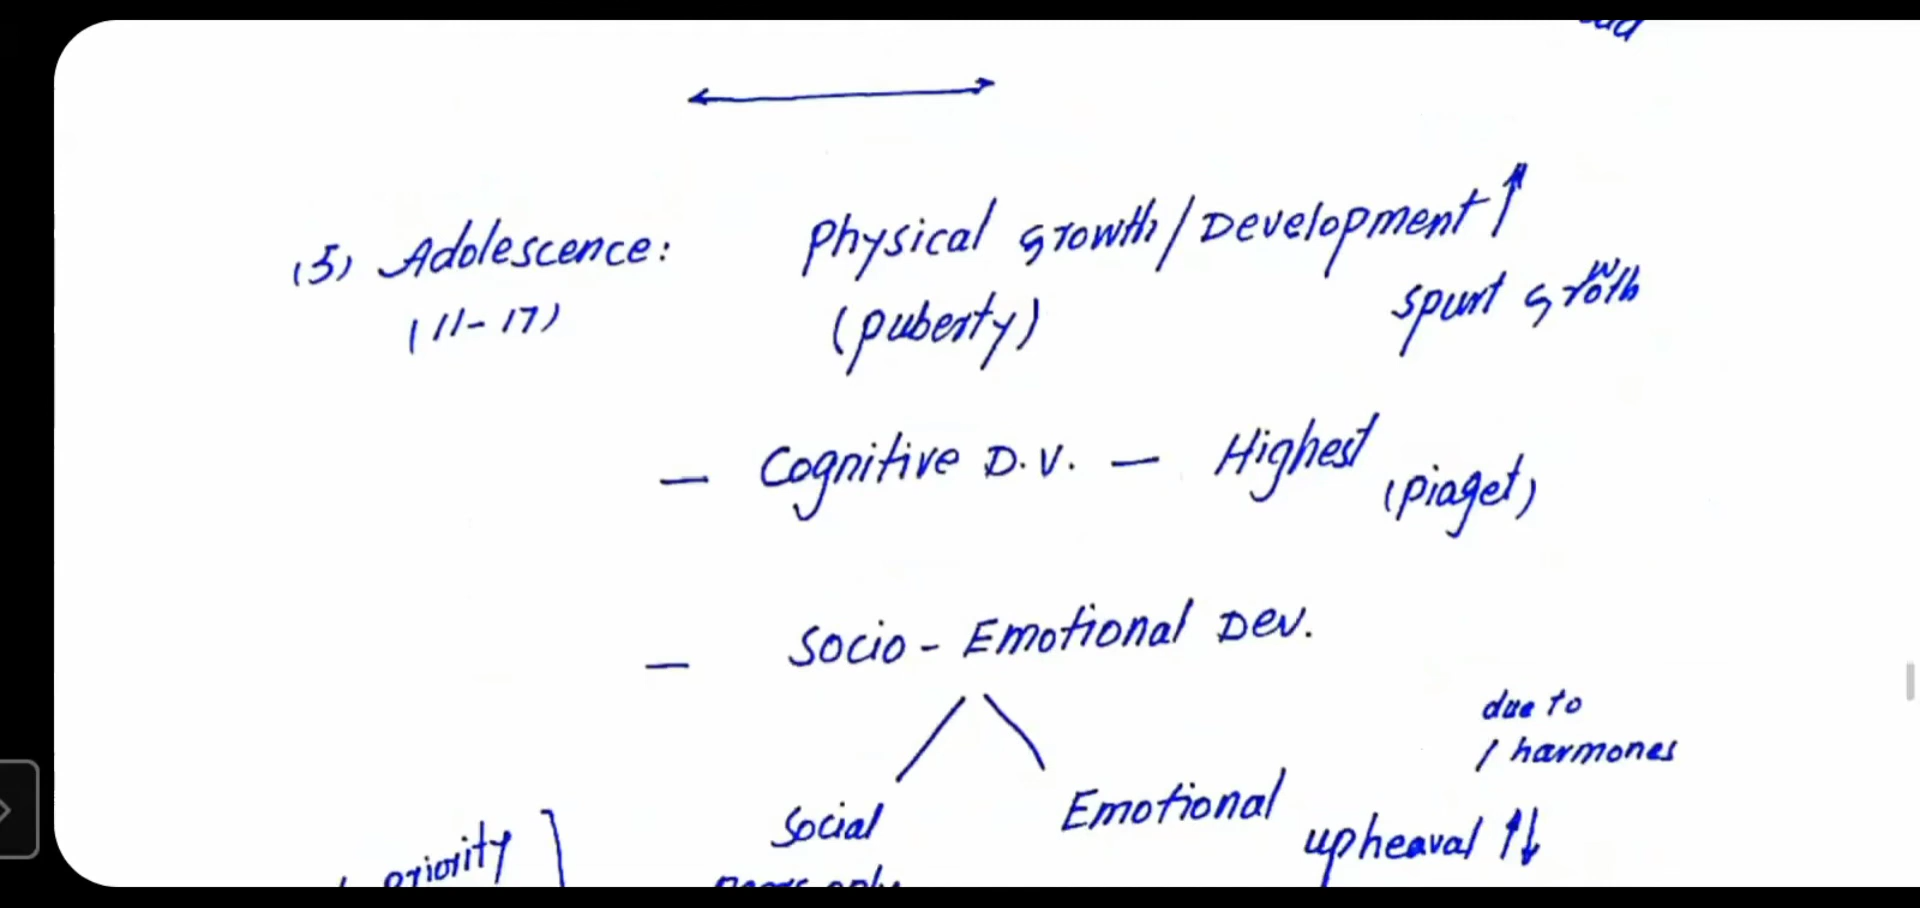 (5) Adolescence: Physical Growth/Development ↑
(11-17) (puberty) spurt Growth
— Cognitive D.V. — Highest (piaget)
— Socio - Emotional Dev.
due to
harmones
Social Emotional upheaval ↑↓
priority